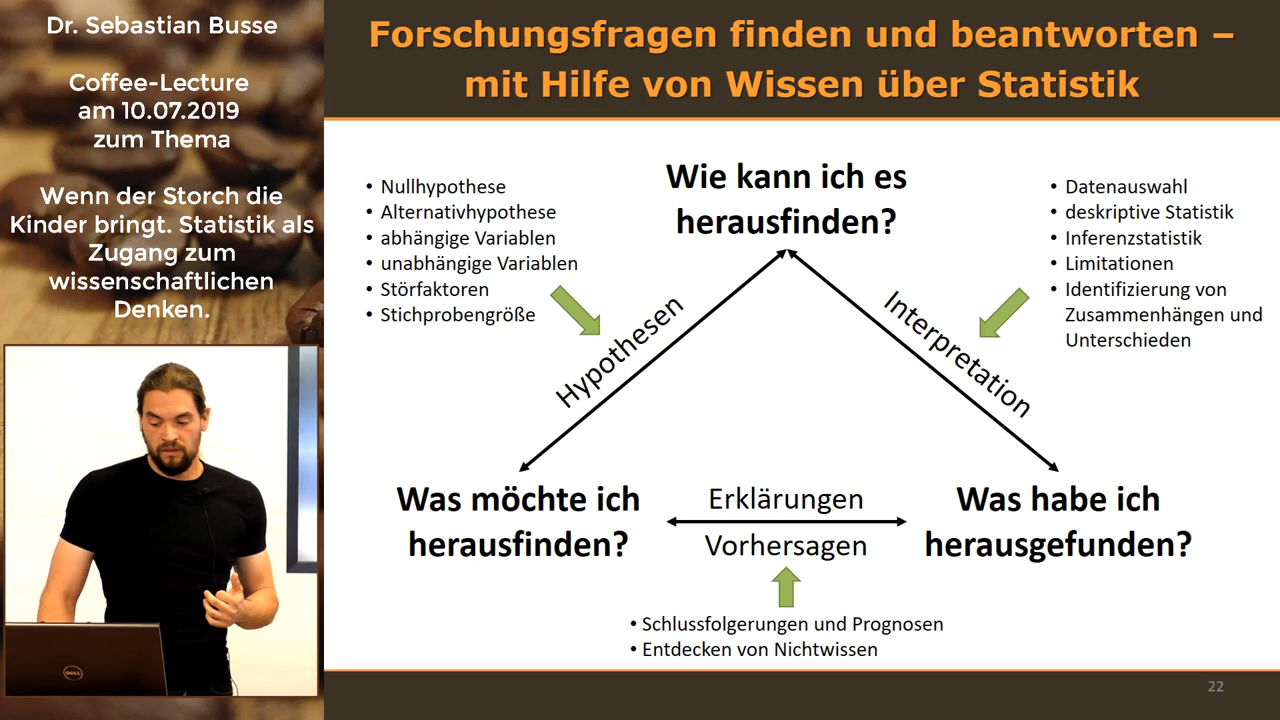 Dr. Sebastian Busse
Coffee-Lecture
am 10.07.2019
zum Thema
Wenn der Storch die
Kinder bringt. Statistik als
Zugang zum
wissenschaftlichen
Denken.
DELL
Forschungsfragen finden und beantworten –
mit Hilfe von Wissen über Statistik
• Nullhypothese
• Alternativhypothese
• abhängige Variablen
• unabhängige Variablen
• Störfaktoren
• Stichprobengröße
Wie kann ich es
herausfinden?
• Datenauswahl
• deskriptive Statistik
• Inferenzstatistik
• Limitationen
• Identifizierung von
Zusammenhängen und
Unterschieden
Hypothesen
Interpretation
Was möchte ich
herausfinden?
Erklärungen
Vorhersagen
Was habe ich
herausgefunden?
• Schlussfolgerungen und Prognosen
• Entdecken von Nichtwissen
22